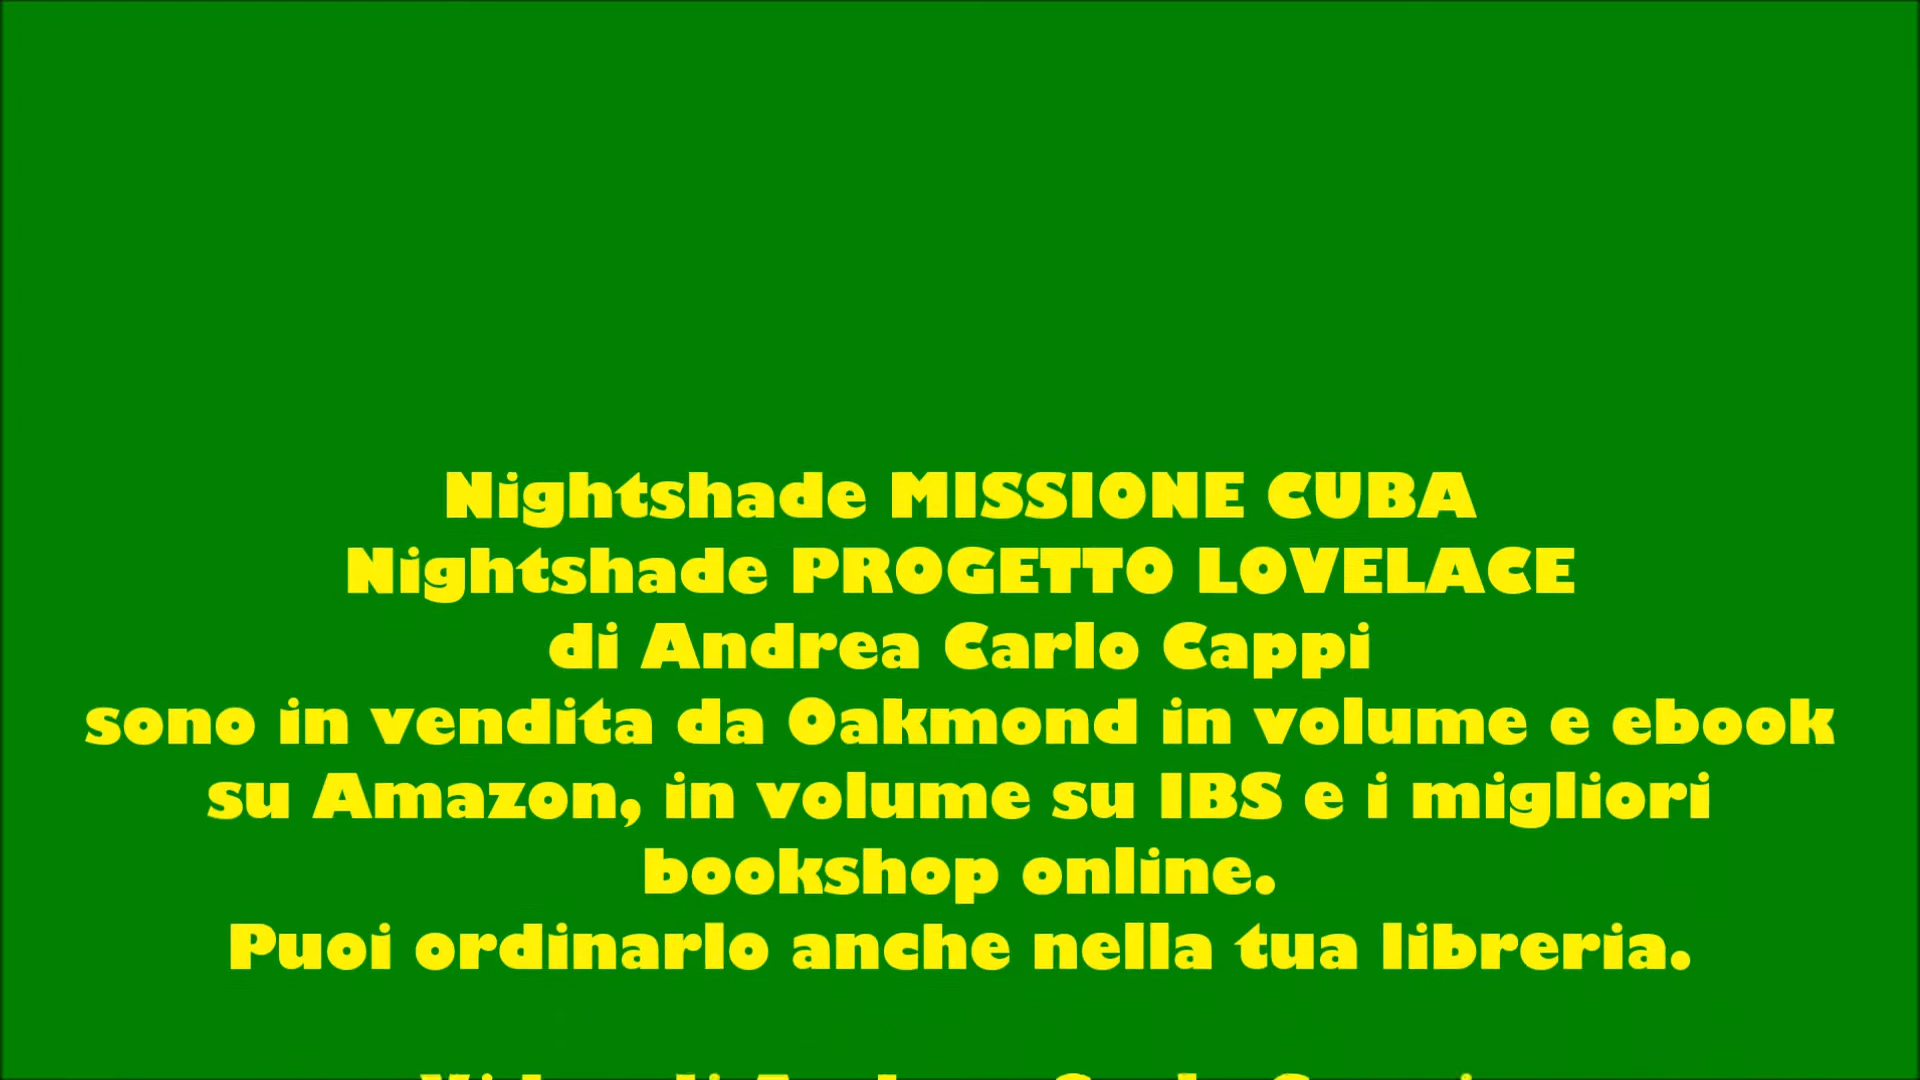 Nightshade MISSIONE CUBA
Nightshade PROGETTO LOVELACE
di Andrea Carlo Cappi
sono in vendita da Oakmond in volume e ebook
su Amazon, in volume su IBS e i migliori
bookshop online.
Puoi ordinarlo anche nella tua libreria.